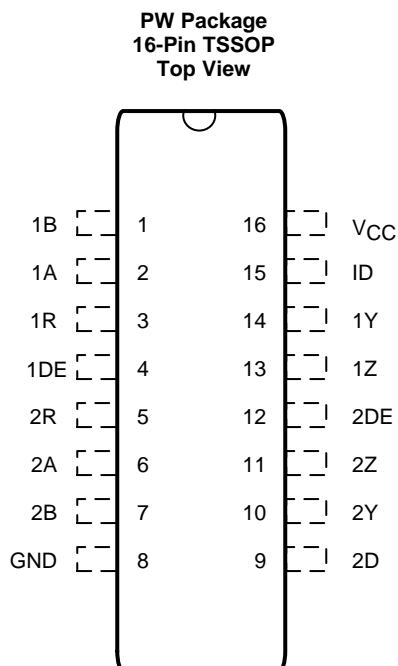 PW Package
16-Pin TSSOP
Top View
1B 1 16 VCC
1A 2 15 ID
1R 3 14 1Y
1DE 4 13 1Z
2R 5 12 2DE
2A 6 11 2Z
2B 7 10 2Y
GND 8 9 2D